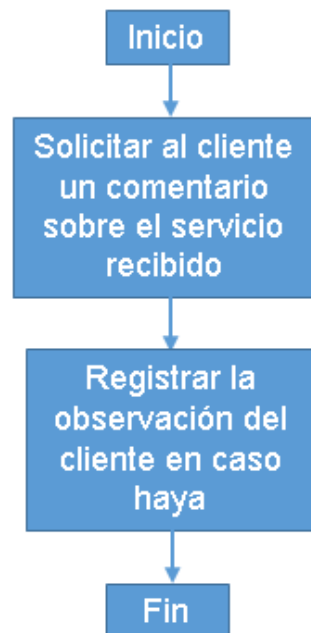 Inicio
Solicitar al cliente
un comentario
sobre el servicio
recibido
Registrar la
observación del
cliente en caso
haya
Fin